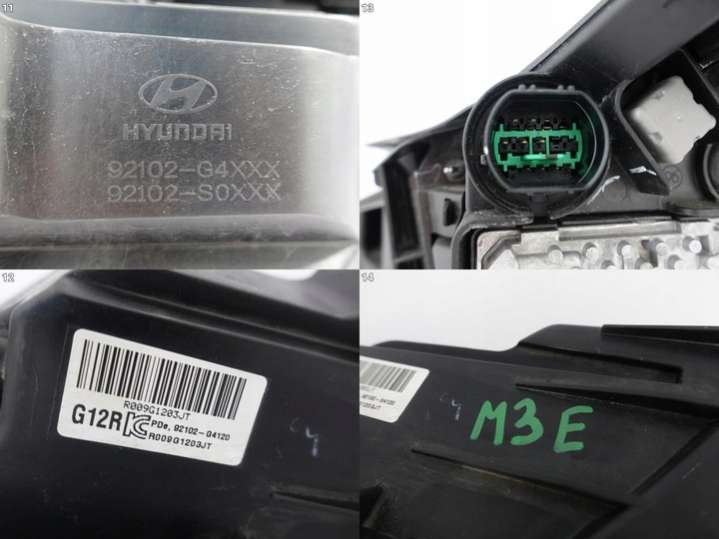 11
HYUNDAI
92102-G4XXX
92102-S0XXX
13
12
R009G1203JT
G12R
PDe, 92102-G4120
R009G1203JT
14
M3E